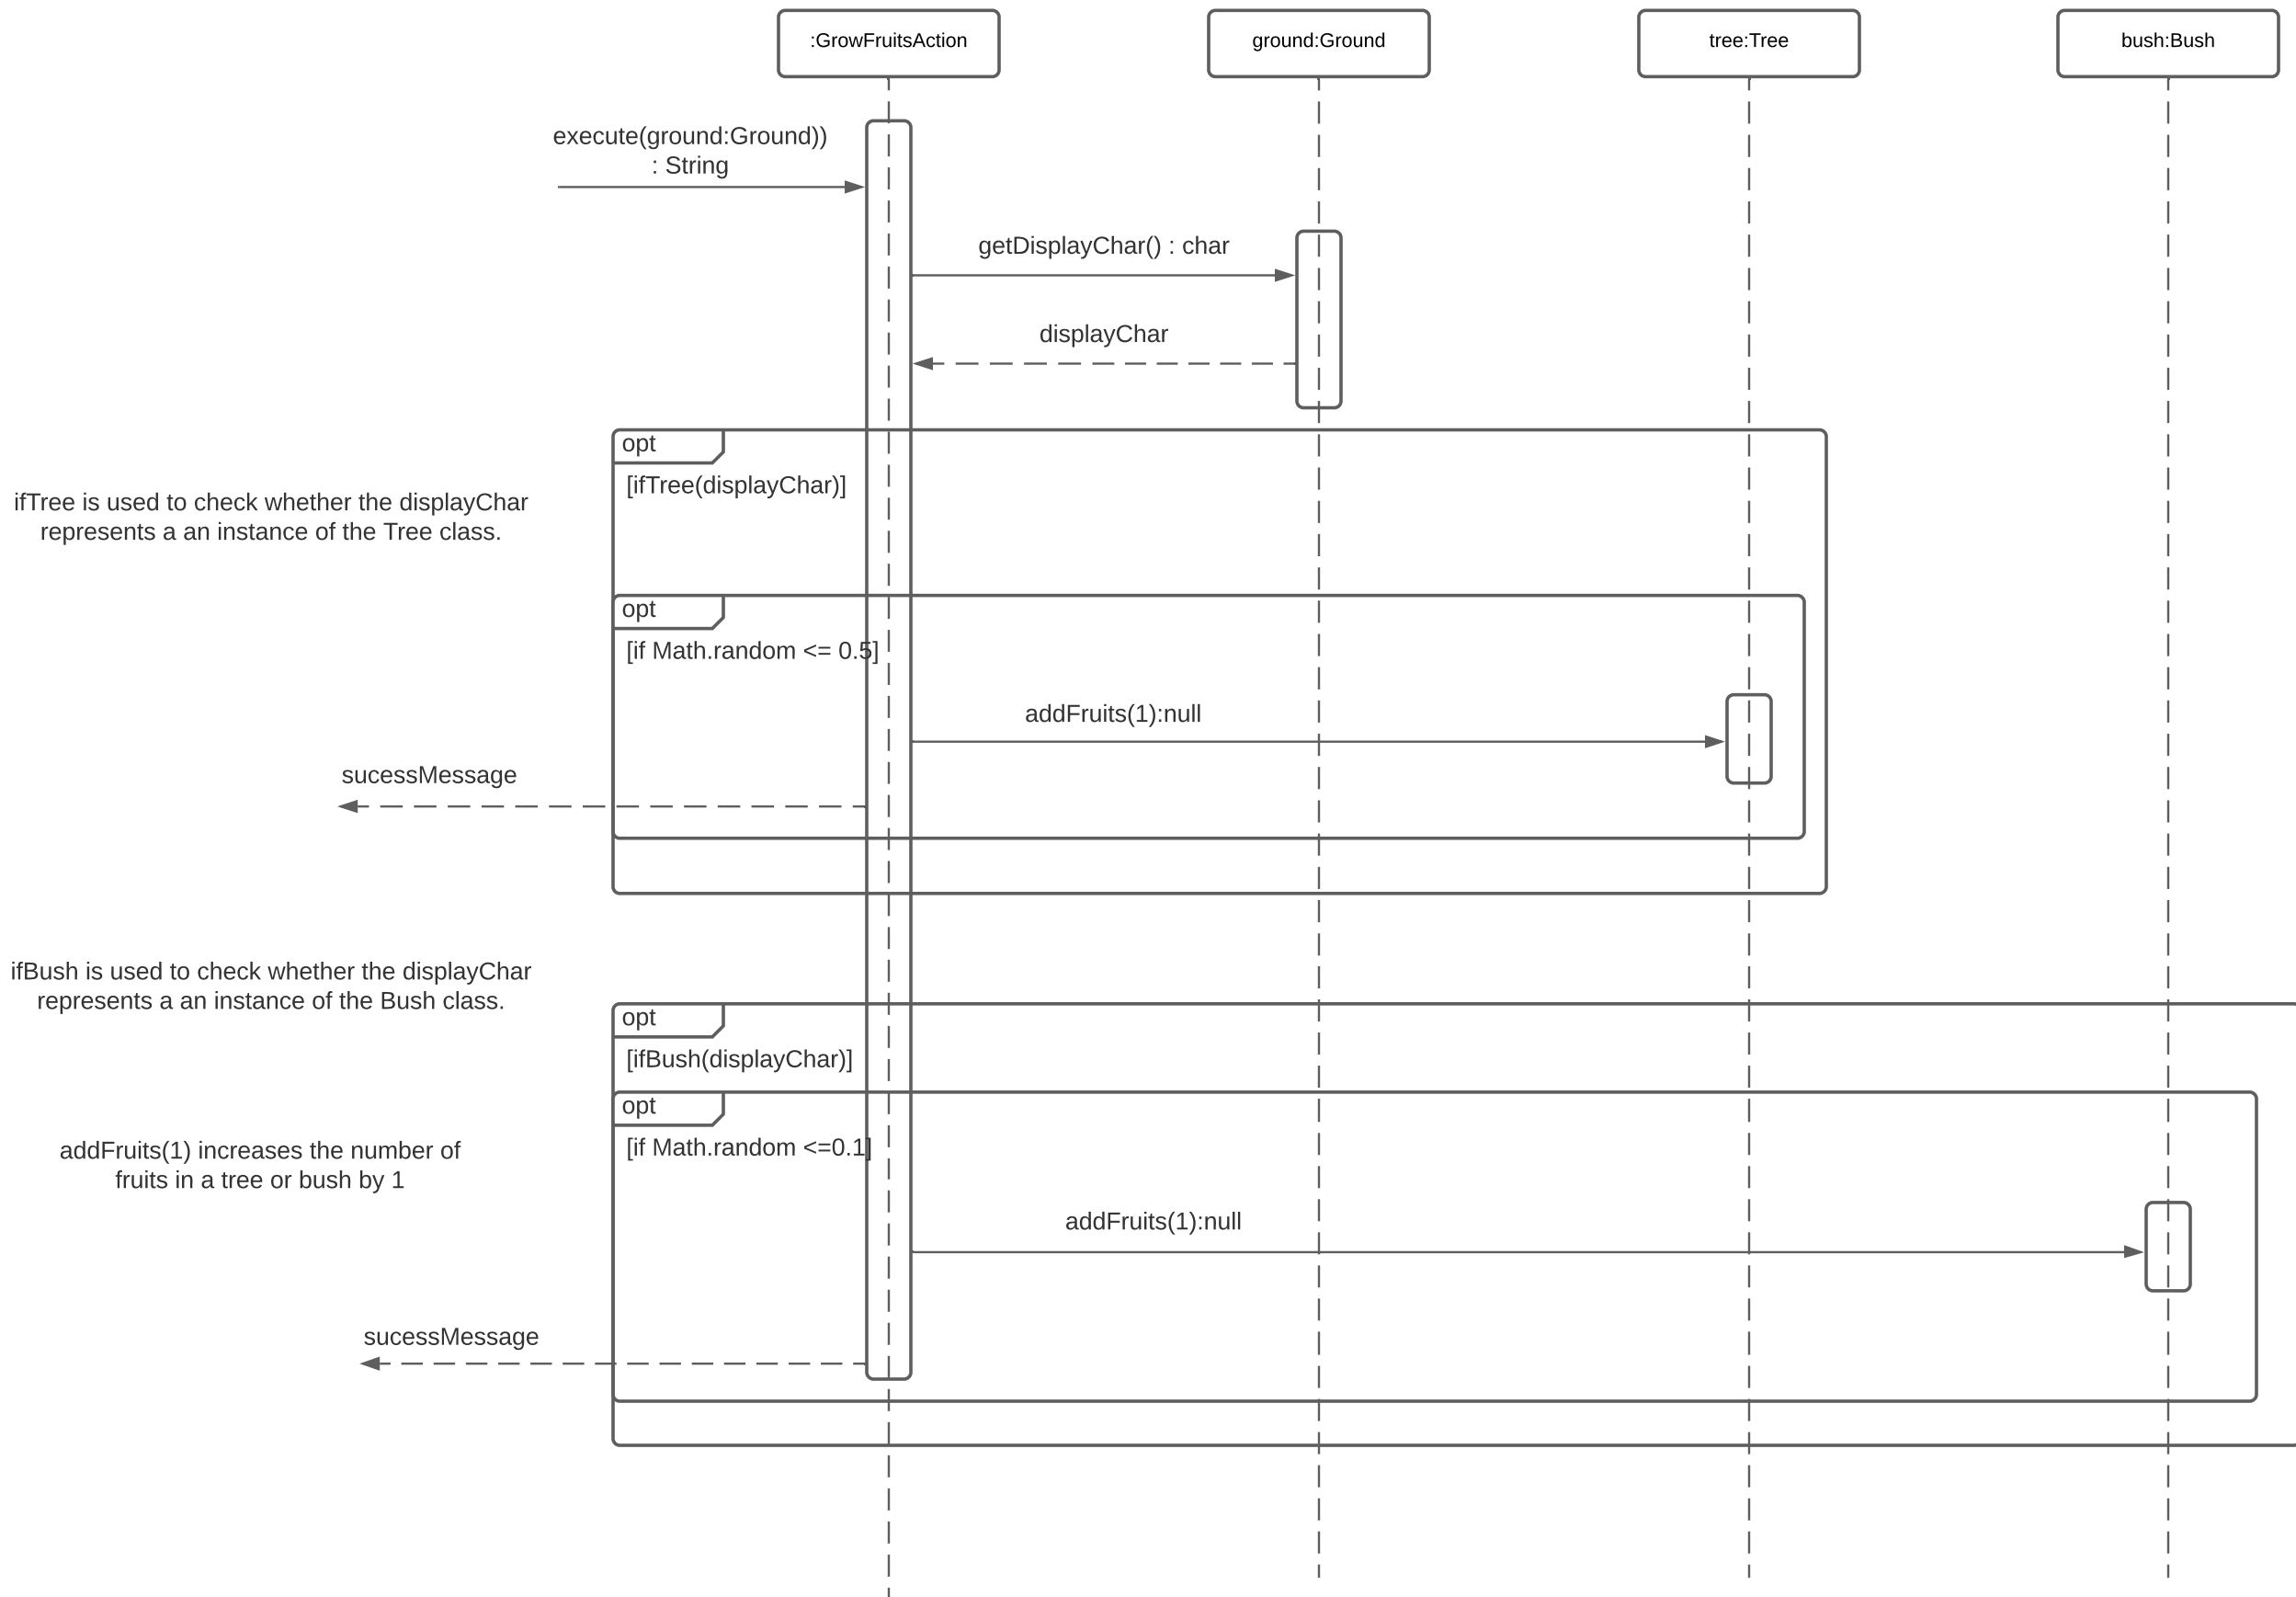 :GrowFruitsAction
ground:Ground
tree:Tree
bush:Bush
execute(ground:Ground))
: String
getDisplayChar() : char
displayChar
opt
[ifTree(displayChar)]
ifTree is used to check whether the displayChar
represents a an instance of the Tree class.
opt
[if Math.random <= 0.5]
addFruits(1):null
sucessMessage
ifBush is used to check whether the displayChar
represents a an instance of the Bush class.
opt
[ifBush(displayChar)]
opt
[if Math.random <=0.1]
addFruits(1) increases the number of
fruits in a tree or bush by 1
addFruits(1):null
sucessMessage